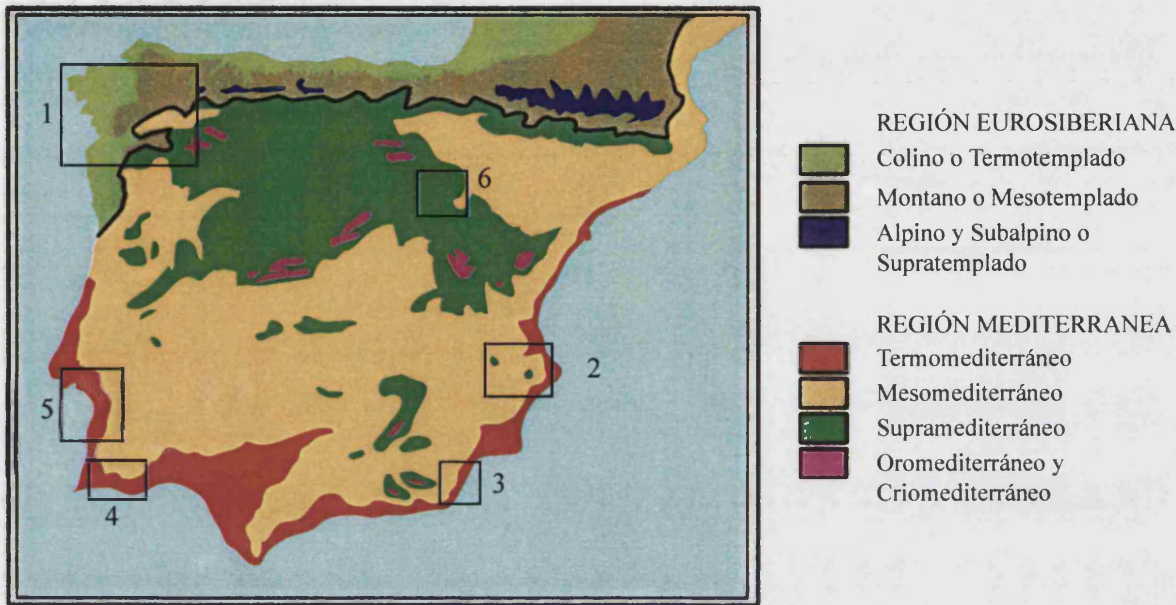 1
6
2
5
3
4
REGIÓN EUROSIBERIANA
Colino o Termotemplado
Montano o Mesotemplado
Alpino y Subalpino o
Supratemplado
REGIÓN MEDITERRANEA
Termomediterráneo
Mesomediterráneo
Supramediterráneo
Oromediterráneo y
Criomediterráneo